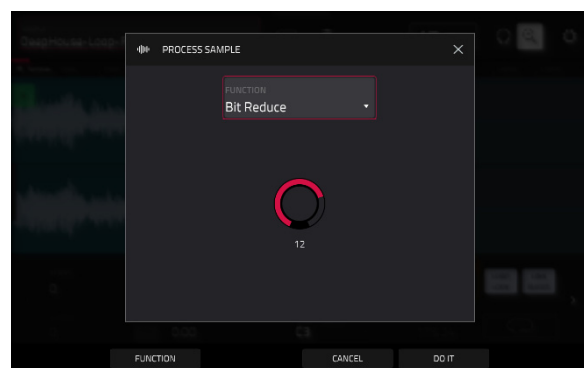 PROCESS SAMPLE
FUNCTION
Bit Reduce
12
FUNCTION
CANCEL
DO IT